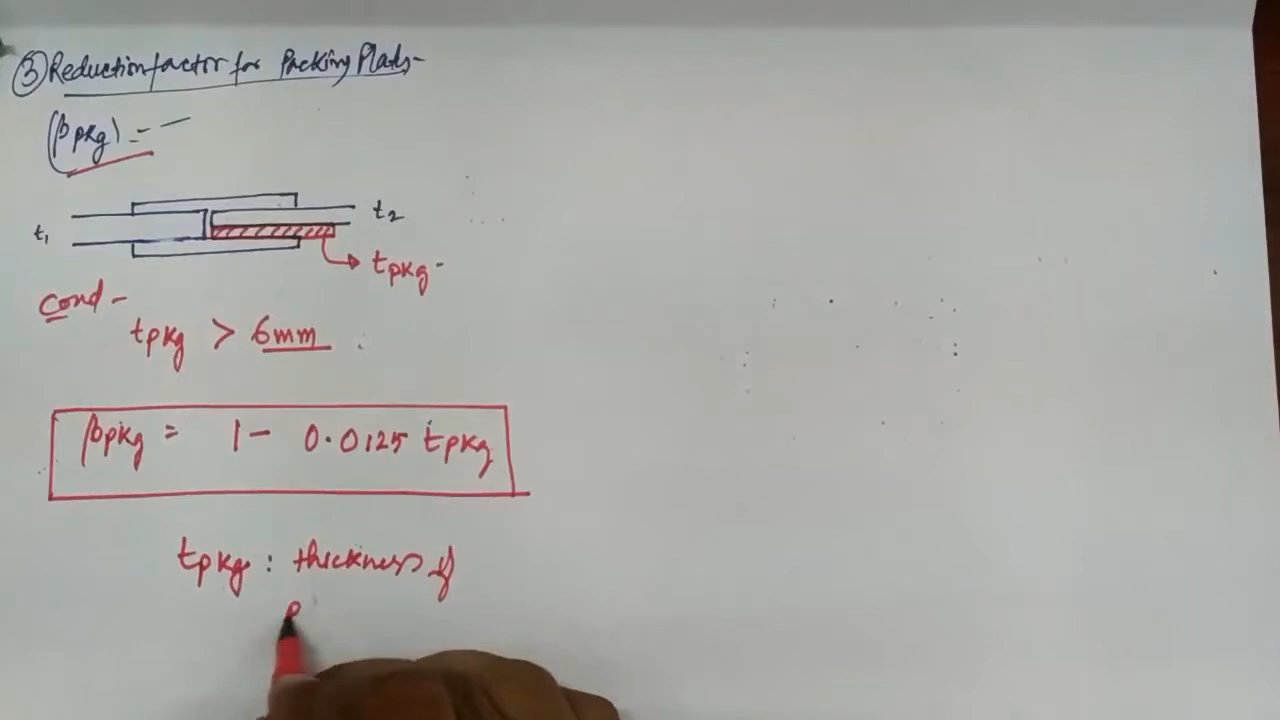 ③ Reduction factor for Packing Plates-
(βpkg) = -
t₁
t₂
tpkg-
Cond-
tpkg > 6mm
βpkg = 1 - 0.0125 tpkg
tpkg : thickness of
P